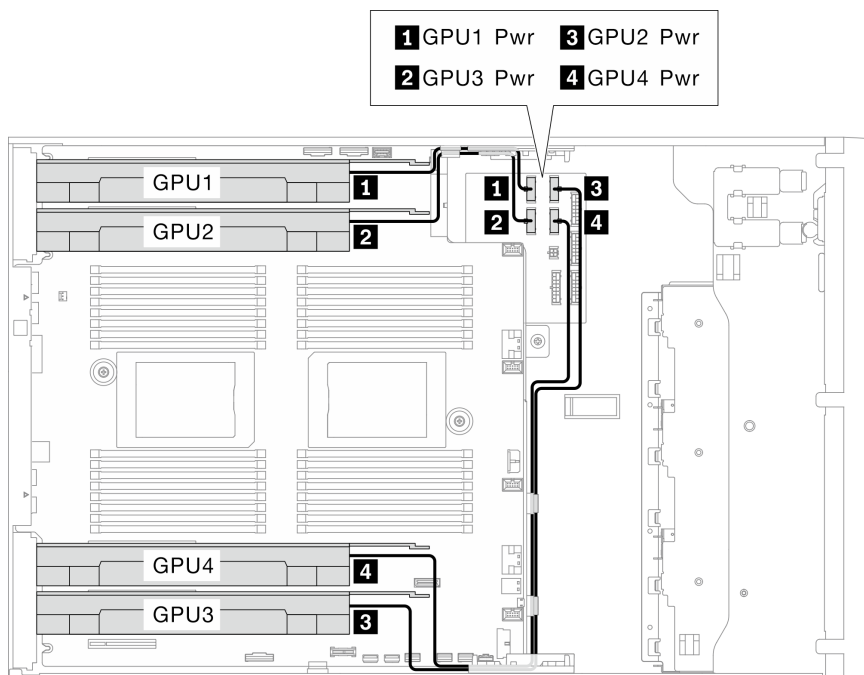 1 GPU1 Pwr 3 GPU2 Pwr
2 GPU3 Pwr 4 GPU4 Pwr
GPU1 1
1 3
GPU2 2
2 4
GPU4 4
GPU3 3